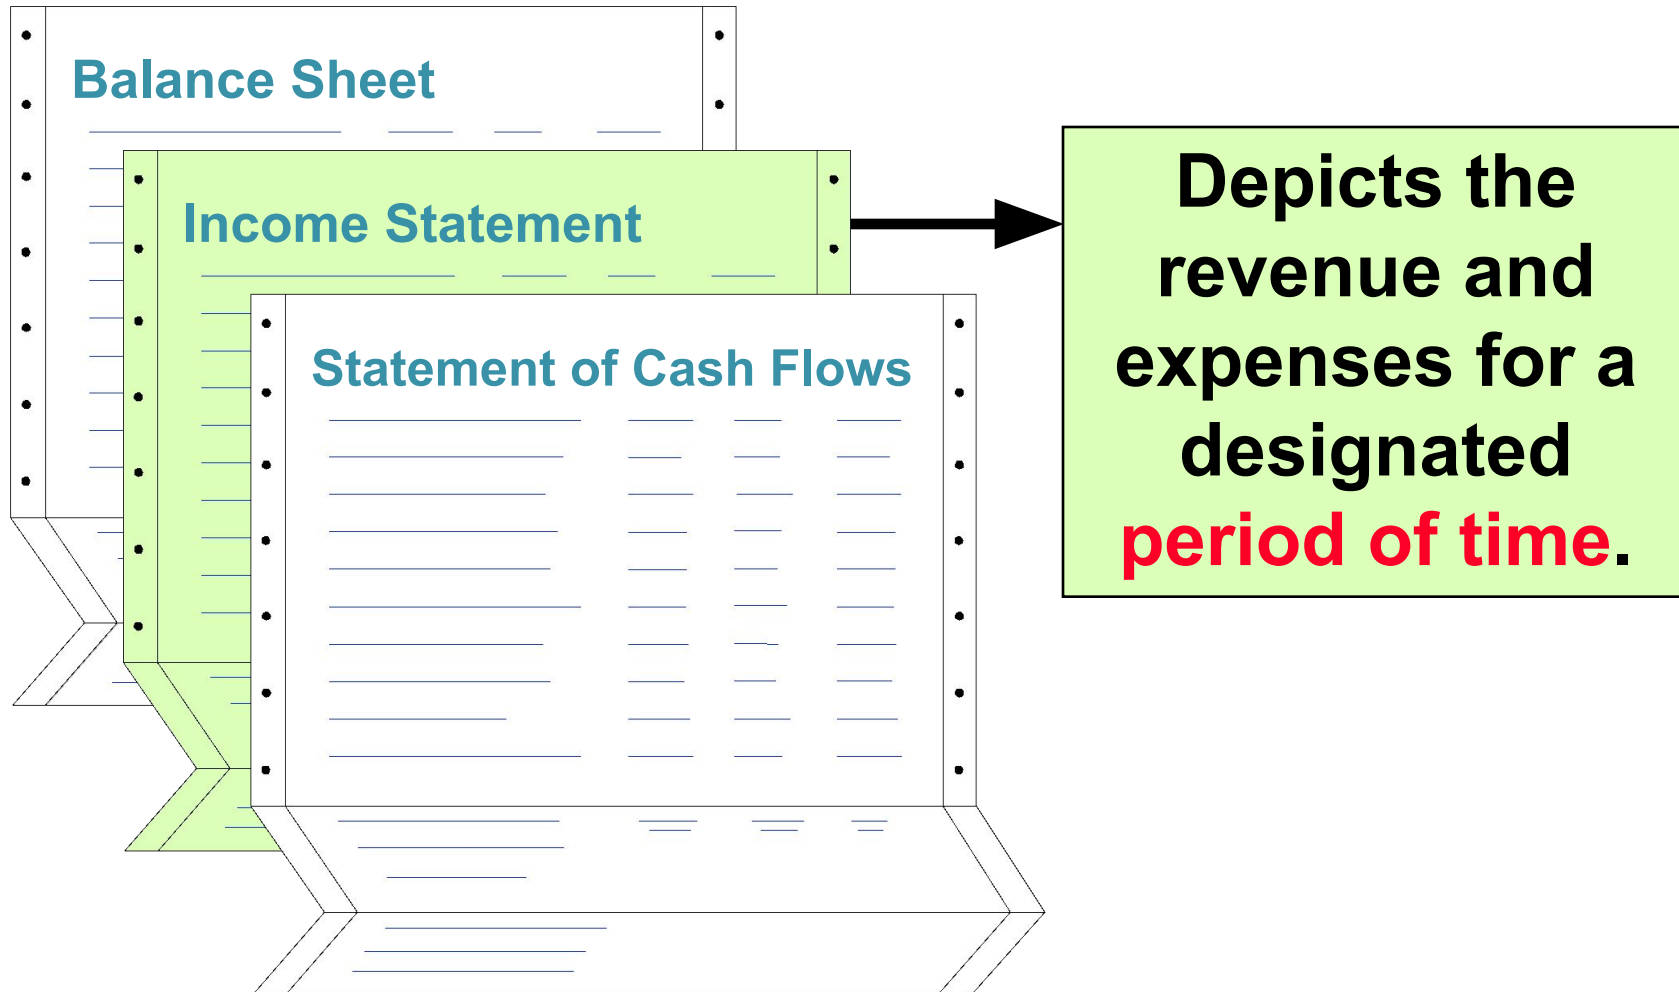 Balance Sheet
Income Statement
Statement of Cash Flows
Depicts the
revenue and
expenses for a
designated
period of time.